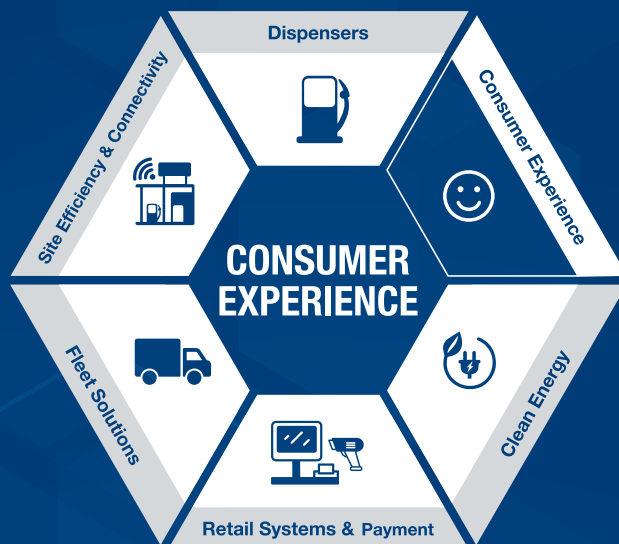 Dispensers
Consumer Experience
Site Efficiency & Connectivity
CONSUMER
EXPERIENCE
Fleet Solutions
Clean Energy
Retail Systems & Payment